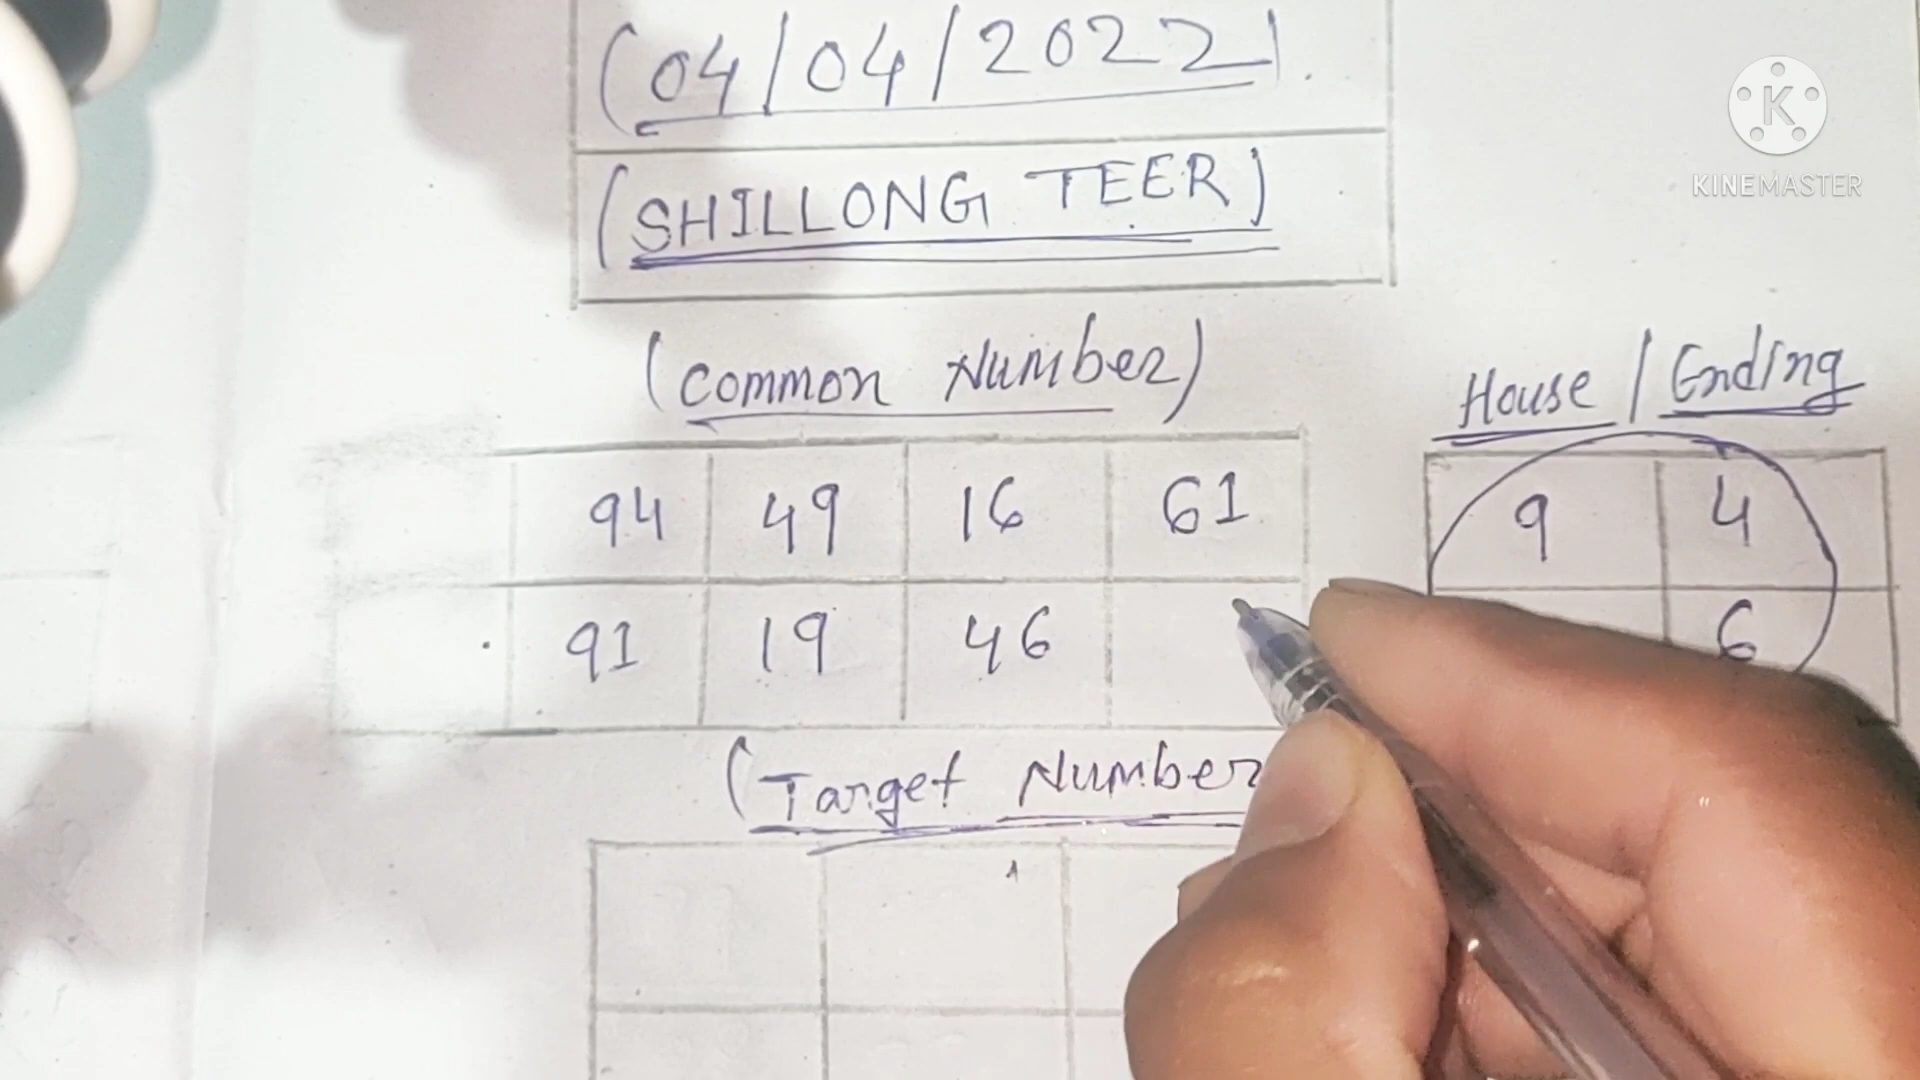 (04/04/2022).
(SHILLONG TEER)
K
KINEMASTER
(Common Number)
House / Ending
94 49 16 61
9 4
91 19 46
6
(Target Number